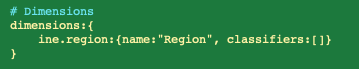 # Dimensions
dimensions:{
    ine.region:{name:"Region", classifiers:[]}
}